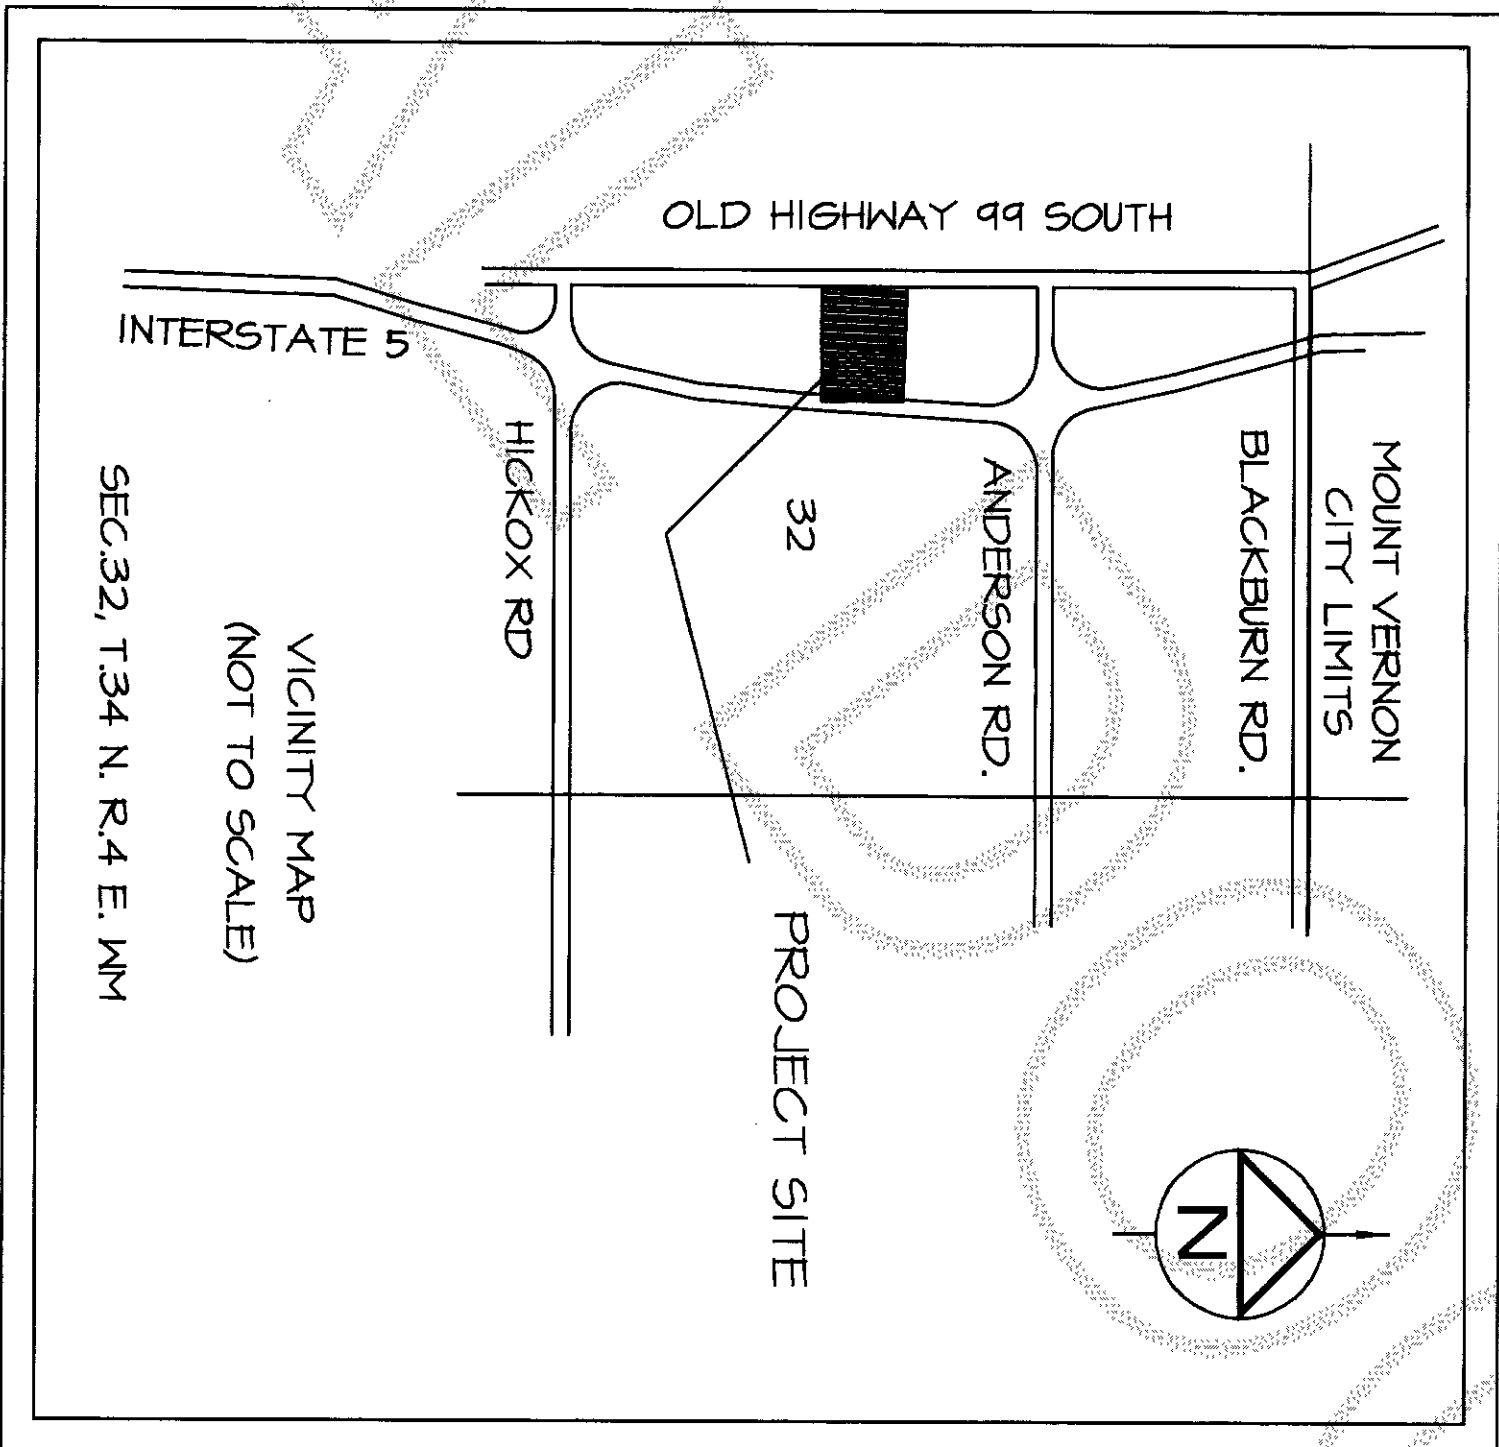 OLD HIGHWAY 99 SOUTH
INTERSTATE 5
MOUNT VERNON
CITY LIMITS
BLACKBURN RD.
ANDERSON RD.
32
HICKOX RD
PROJECT SITE
N
VICINITY MAP
(NOT TO SCALE)
SEC.32, T.34 N. R.4 E. WM